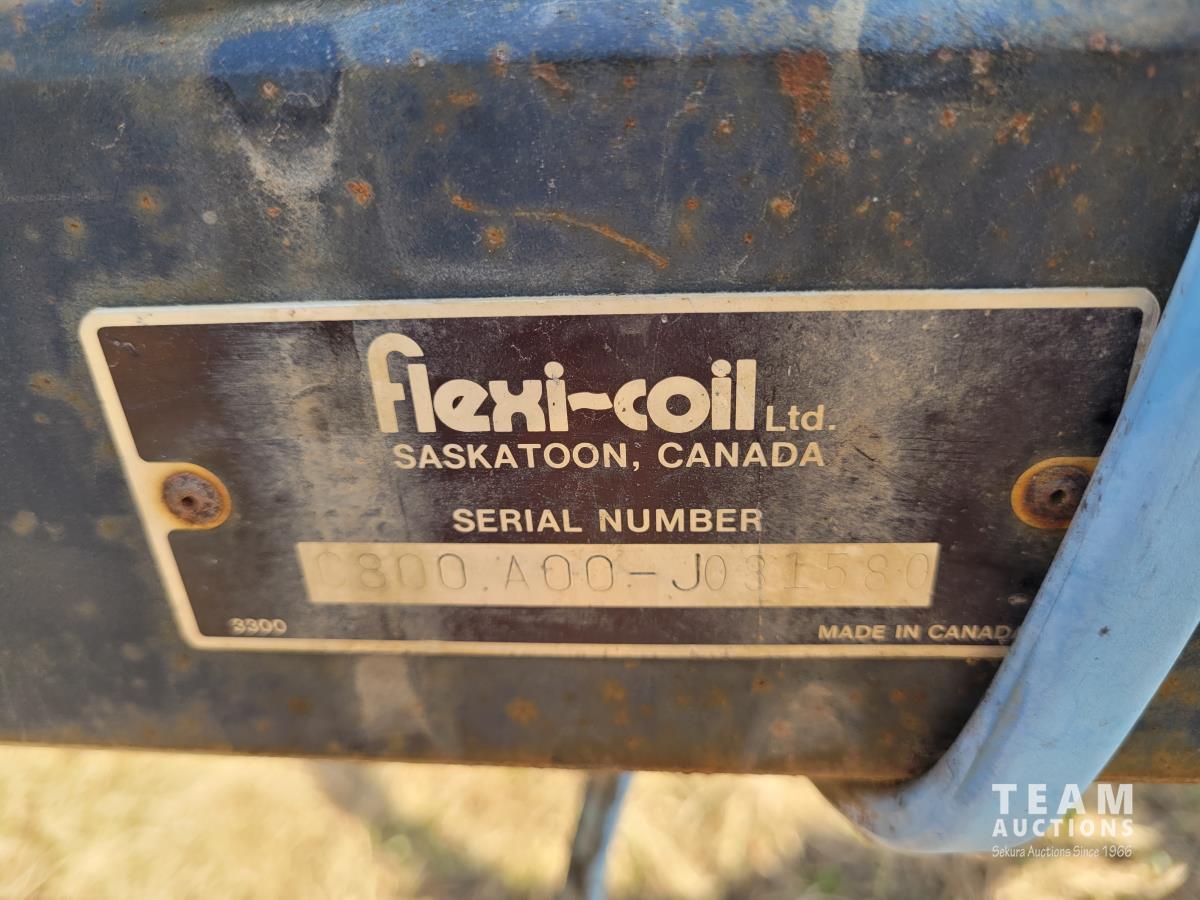 flexi-coil Ltd.
SASKATOON, CANADA
SERIAL NUMBER
C800.A00-J031580
3300
MADE IN CANADA
TEAM
AUCTIONS
Sekura Auctions Since 1966